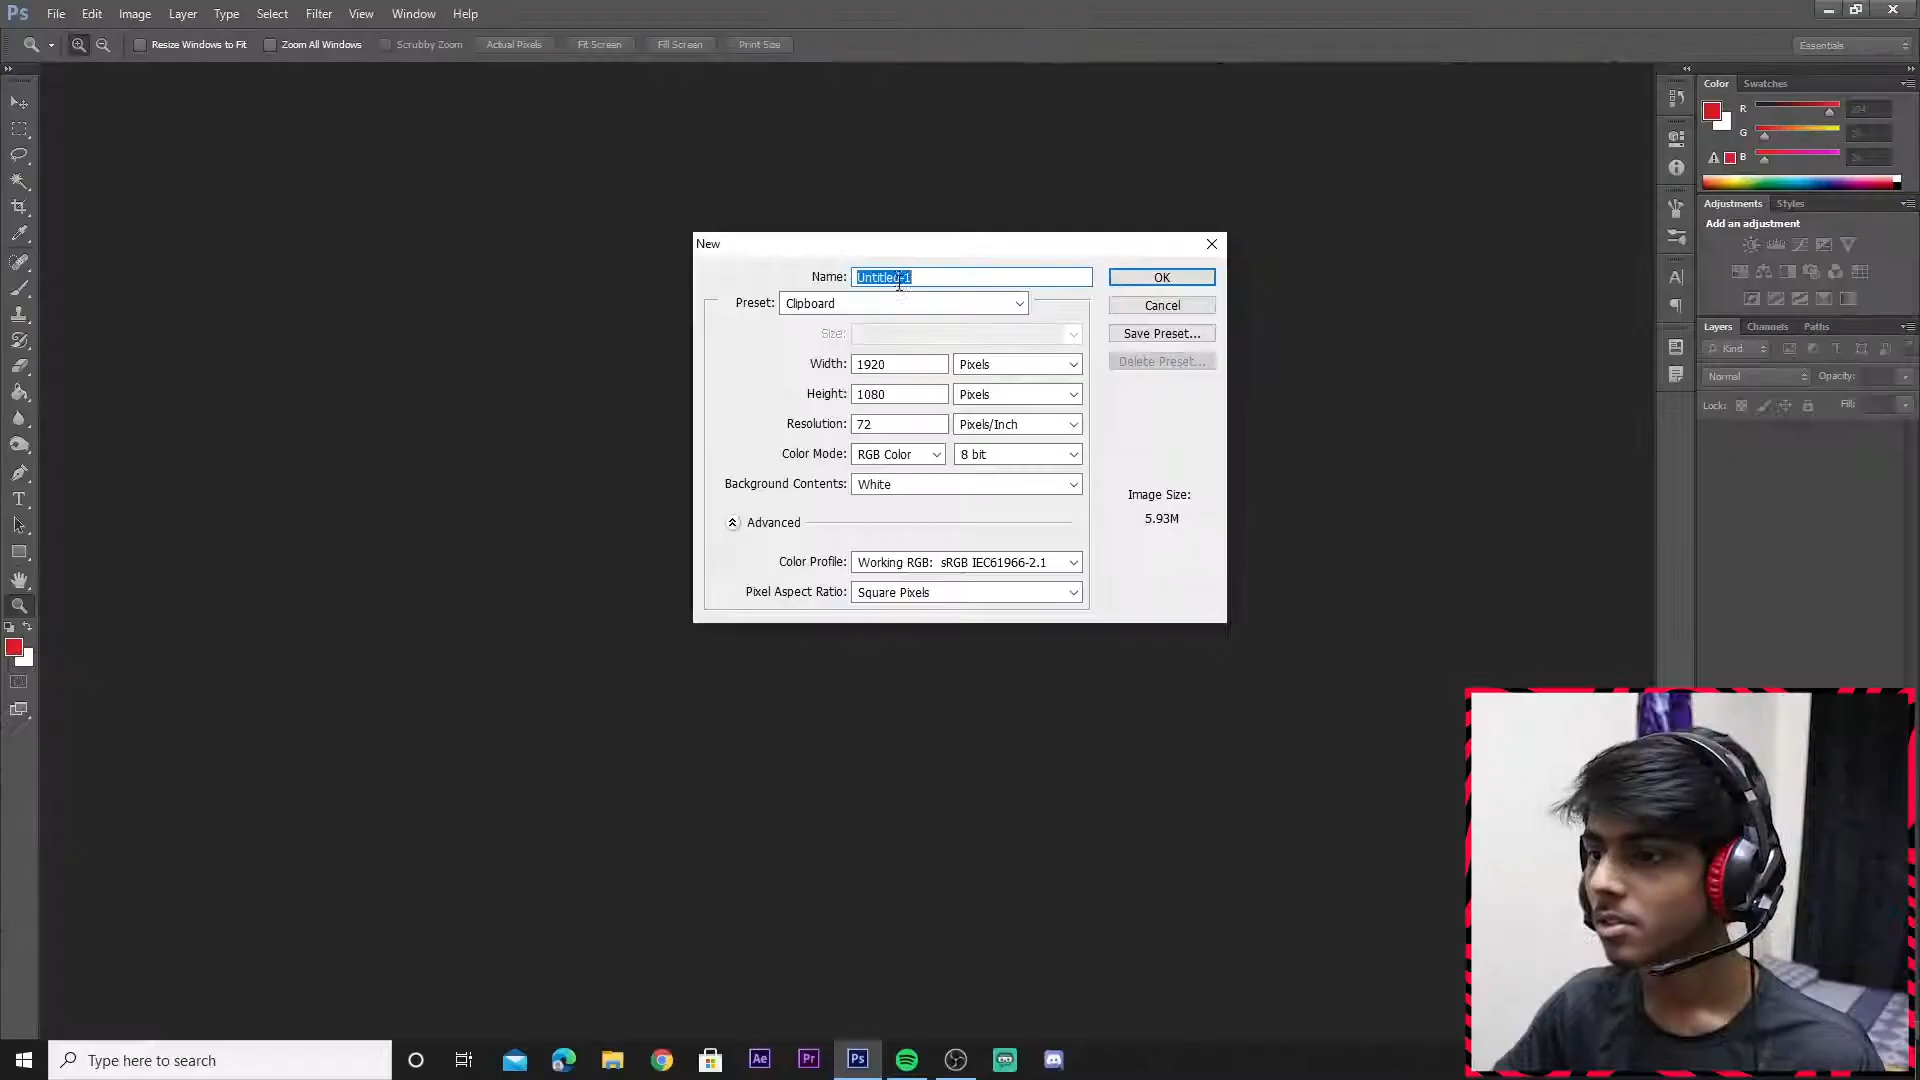 Ps File Edit Image Layer Type Select Filter View Window Help
Resize Windows to Fit Zoom All Windows Scrubby Zoom Actual Pixels Fit Screen Fill Screen Print Size Essentials
Color Swatches
R
G
B
Adjustments Styles
Add an adjustment
Layers Channels Paths
Kind
Normal Opacity:
Lock: Fill:
New
Name: Untitled-1 OK
Preset: Clipboard Cancel
Size: Save Preset...
Width: 1920 Pixels Delete Preset...
Height: 1080 Pixels
Resolution: 72 Pixels/Inch
Color Mode: RGB Color 8 bit
Background Contents: White
Image Size:
5.93M
Advanced
Color Profile: Working RGB: sRGB IEC61966-2.1
Pixel Aspect Ratio: Square Pixels
Type here to search Ae Pr Ps